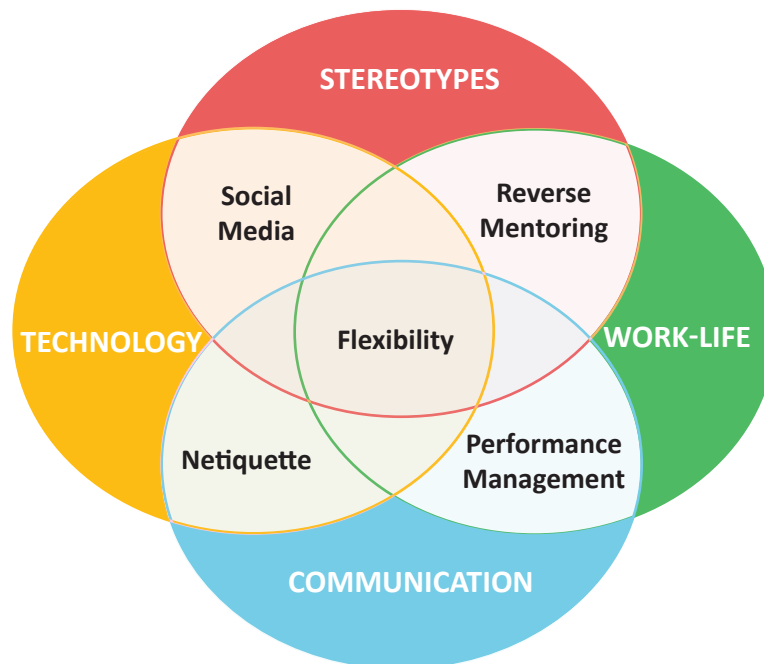 STEREOTYPES
Social
Media
Reverse
Mentoring
TECHNOLOGY
Flexibility
WORK-LIFE
Netiquette
Performance
Management
COMMUNICATION